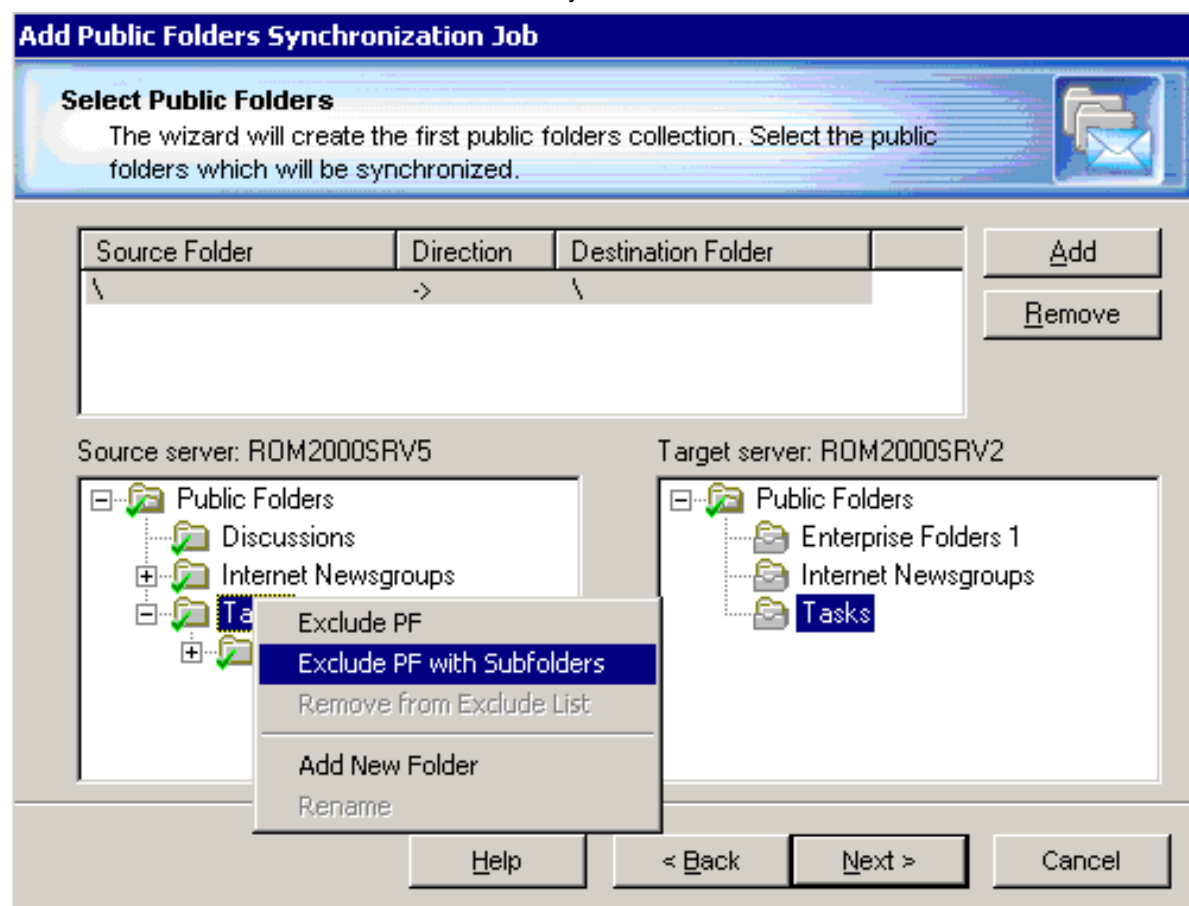 Add Public Folders Synchronization Job
Select Public Folders
The wizard will create the first public folders collection. Select the public
folders which will be synchronized.
Source Folder Direction Destination Folder
\ -> \
Add
Remove
Source server: ROM2000SRV5
Public Folders
Discussions
Internet Newsgroups
Exclude PF
Exclude PF with Subfolders
Remove from Exclude List
Add New Folder
Rename
Target server: ROM2000SRV2
Public Folders
Enterprise Folders 1
Internet Newsgroups
Tasks
Help
< Back
Next >
Cancel